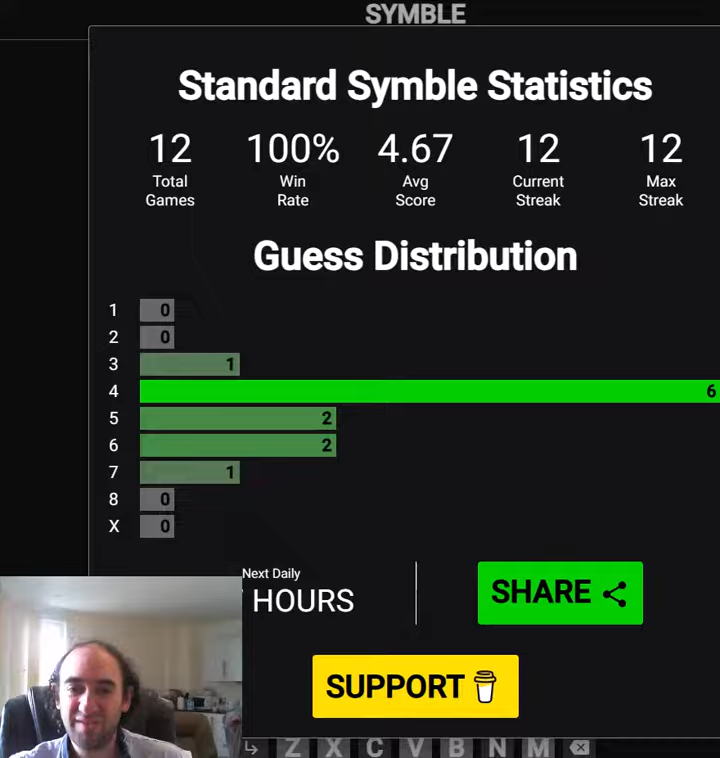 SYMBLE
Standard Symble Statistics
12 100% 4.67 12 12
Total Win Avg Current Max
Games Rate Score Streak Streak
Guess Distribution
1 0
2 0
3 1
4 6
5 2
6 2
7 1
8 0
X 0
Next Daily
HOURS
SHARE
SUPPORT
Z X C V B N M